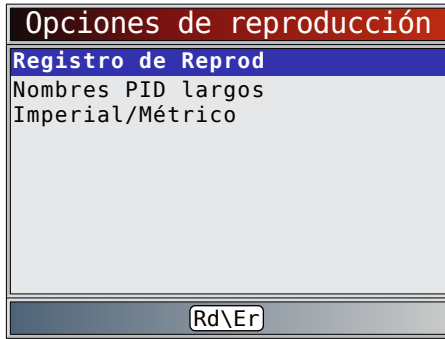 Opciones de reproducción
Registro de Reprod
Nombres PID largos
Imperial/Métrico
Rd\Er